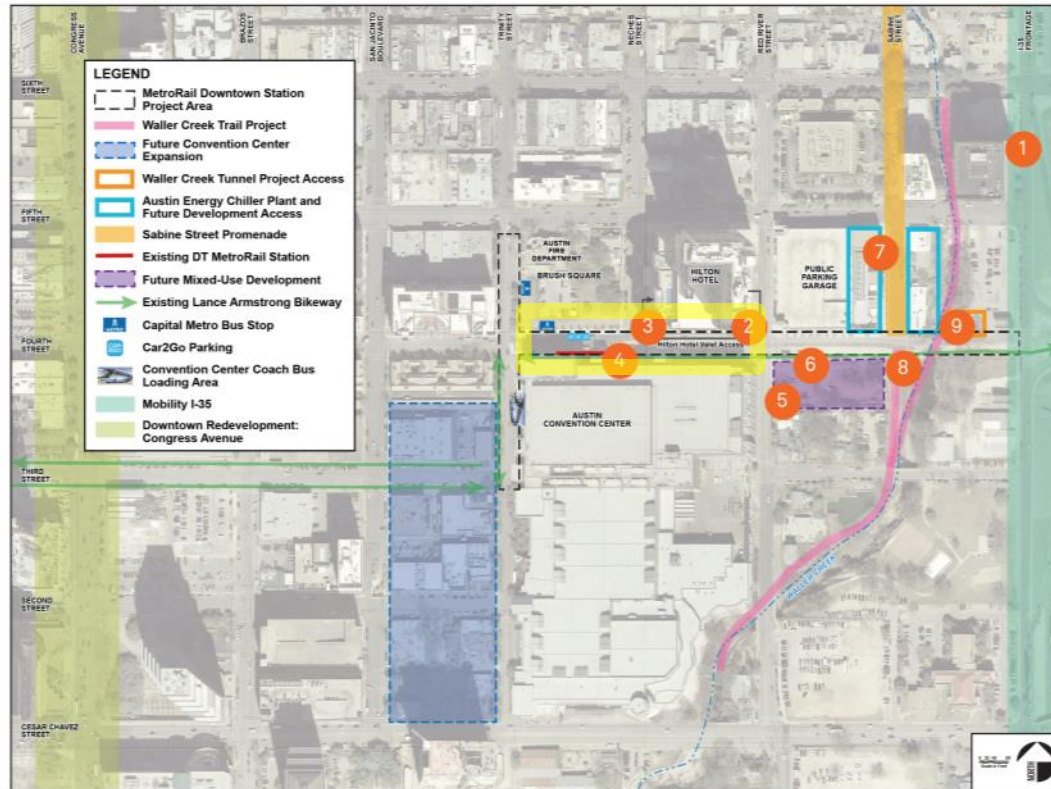 CONGRESS
AVENUE
BRAZOS
STREET
SAN JACINTO
BOULEVARD
TRINITY
STREET
NECHES
STREET
RED RIVER
STREET
SABINE
STREET
I-35
FRONTAGE
SIXTH
STREET
LEGEND
MetroRail Downtown Station
Project Area
Waller Creek Trail Project
Future Convention Center
Expansion
Waller Creek Tunnel Project Access
Austin Energy Chiller Plant and
Future Development Access
Sabine Street Promenade
Existing DT MetroRail Station
Future Mixed-Use Development
Existing Lance Armstrong Bikeway
Capital Metro Bus Stop
Car2Go Parking
Convention Center Coach Bus
Loading Area
Mobility I-35
Downtown Redevelopment:
Congress Avenue
1
FIFTH
STREET
AUSTIN
FIRE
DEPARTMENT
BRUSH SQUARE
HILTON
HOTEL
PUBLIC
PARKING
GARAGE
7
3
2
9
FOURTH
STREET
Hilton Hotel Valet Access
4
6
8
5
AUSTIN
CONVENTION CENTER
THIRD
STREET
WALLER CREEK
SECOND
STREET
CESAR CHAVEZ
STREET
NORTH